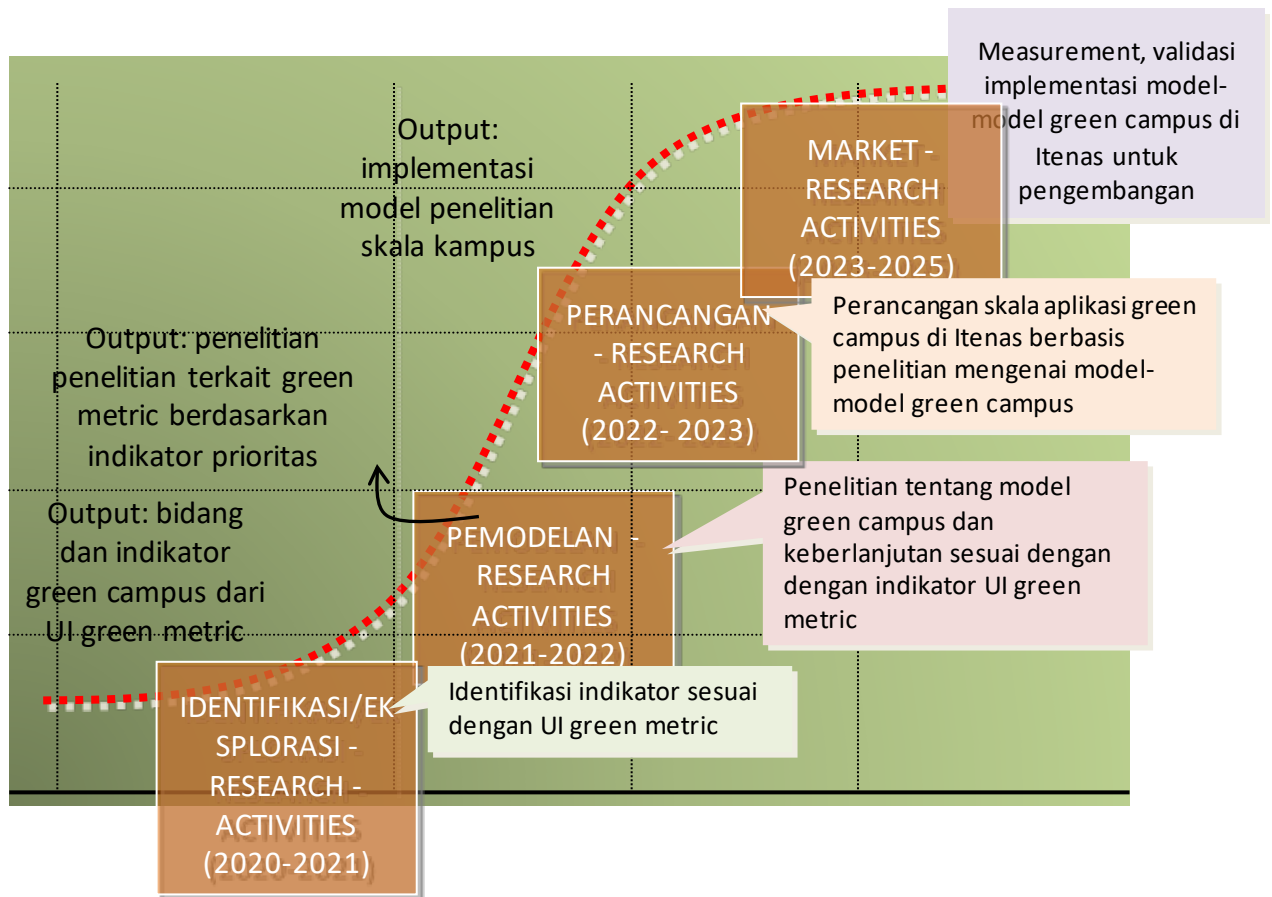 Measurement, validasi
implementasi model-
model green campus di
Itenas untuk
pengembangan
Output:
implementasi
model penelitian
skala kampus
MARKET -
RESEARCH
ACTIVITIES
(2023-2025)
PERANCANGAN
- RESEARCH
ACTIVITIES
(2022- 2023)
Perancangan skala aplikasi green
campus di Itenas berbasis
penelitian mengenai model-
model green campus
Output: penelitian
penelitian terkait green
metric berdasarkan
indikator prioritas
Output: bidang
dan indikator
green campus dari
UI green metric
PEMODELAN -
RESEARCH
ACTIVITIES
(2021-2022)
Penelitian tentang model
green campus dan
keberlanjutan sesuai dengan
dengan indikator UI green
metric
IDENTIFIKASI/EK
SPLORASI -
RESEARCH -
ACTIVITIES
(2020-2021)
Identifikasi indikator sesuai
dengan UI green metric